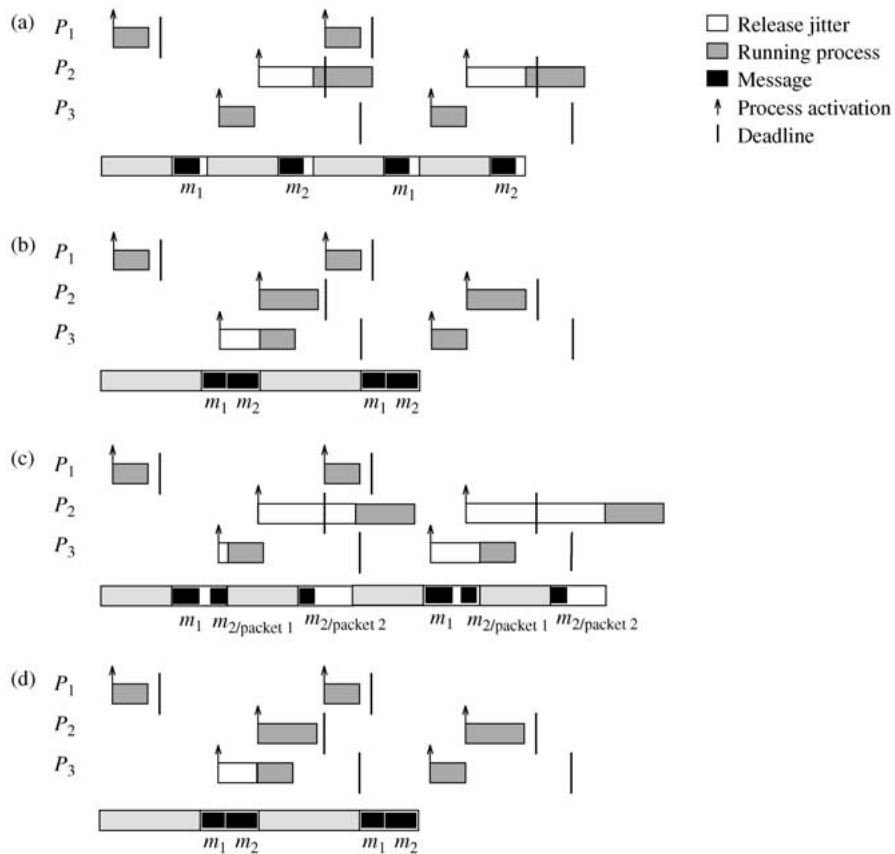 (a) P1
P2
P3
m1 m2 m1 m2
Release jitter
Running process
Message
Process activation
Deadline
(b) P1
P2
P3
m1 m2 m1 m2
(c) P1
P2
P3
m1 m2/packet 1 m2/packet 2 m1 m2/packet 1 m2/packet 2
(d) P1
P2
P3
m1 m2 m1 m2